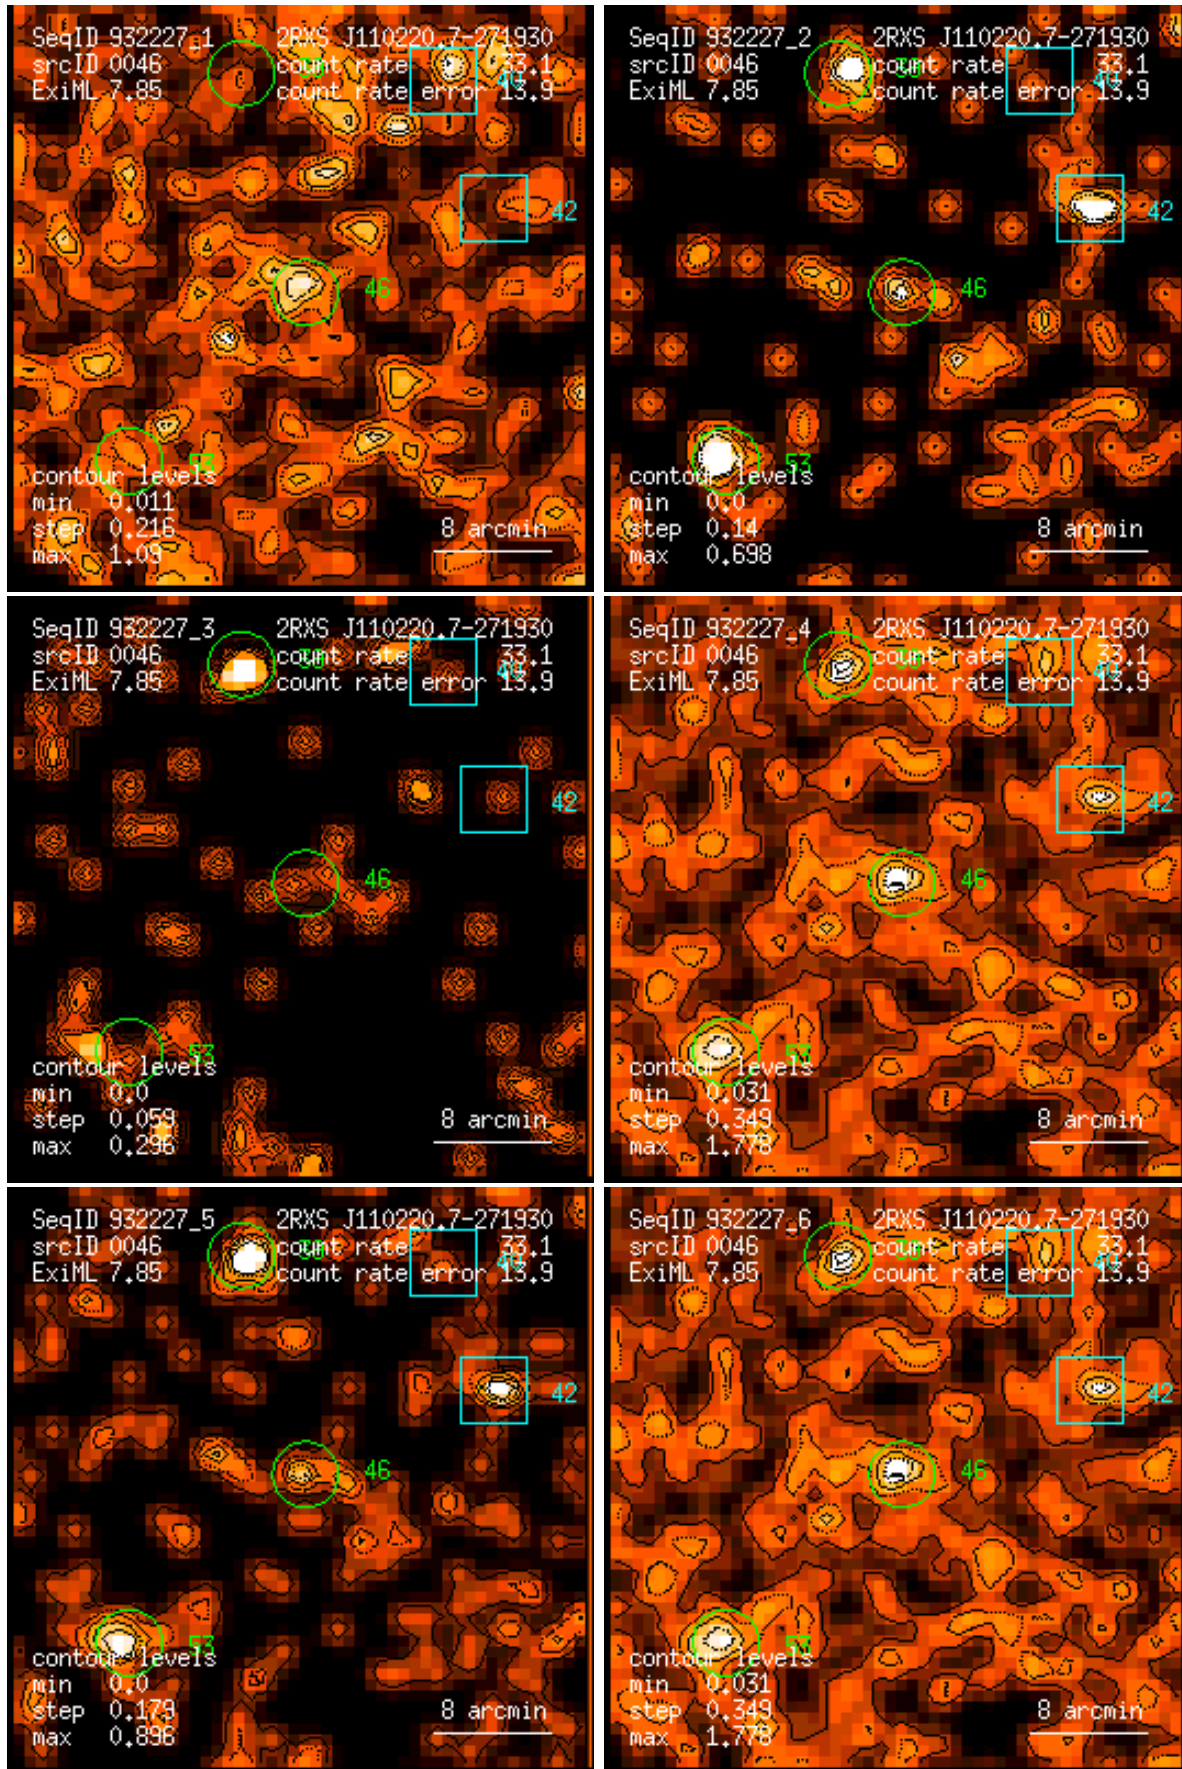 SeqID 932227_1 2RXS J110220.7-271930
srcID 0046 count rate 33.1
ExiML 7.85 count rate error 13.9
40
42
46
53
contour levels
min 0.011
step 0.216
max 1.09
8 arcmin
SeqID 932227_2 2RXS J110220.7-271930
srcID 0046 count rate 33.1
ExiML 7.85 count rate error 13.9
40
42
46
53
contour levels
min 0.0
step 0.14
max 0.698
8 arcmin
SeqID 932227_3 2RXS J110220.7-271930
srcID 0046 count rate 33.1
ExiML 7.85 count rate error 13.9
40
42
46
53
contour levels
min 0.0
step 0.059
max 0.296
8 arcmin
SeqID 932227_4 2RXS J110220.7-271930
srcID 0046 count rate 33.1
ExiML 7.85 count rate error 13.9
40
42
46
53
contour levels
min 0.031
step 0.349
max 1.778
8 arcmin
SeqID 932227_5 2RXS J110220.7-271930
srcID 0046 count rate 33.1
ExiML 7.85 count rate error 13.9
40
42
46
53
contour levels
min 0.0
step 0.179
max 0.896
8 arcmin
SeqID 932227_6 2RXS J110220.7-271930
srcID 0046 count rate 33.1
ExiML 7.85 count rate error 13.9
40
42
46
53
contour levels
min 0.031
step 0.349
max 1.778
8 arcmin